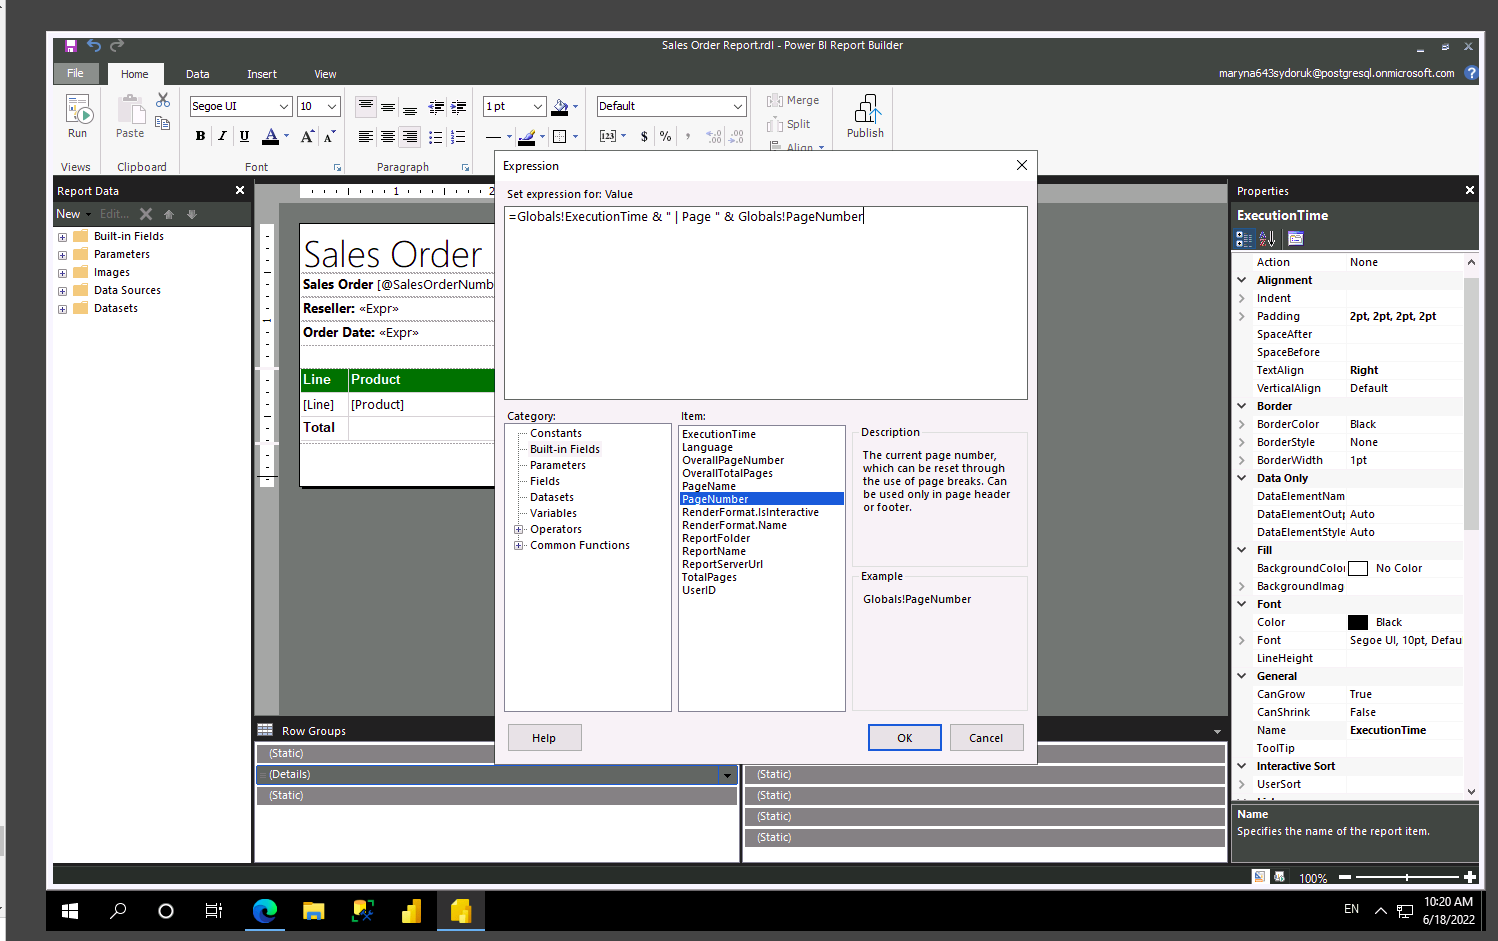 Sales Order Report.rdl - Power BI Report Builder
File Home Data Insert View
maryna643sydoruk@postgresql.onmicrosoft.com
Run Paste
Segoe UI 10
B I U A A A
1 pt
Default
$ % ,
Merge
Split
Align
Publish
Views Clipboard Font Paragraph
Report Data
New Edit...
Built-in Fields
Parameters
Images
Data Sources
Datasets
1 2
Sales Order
Sales Order [@SalesOrderNumb
Reseller: «Expr»
Order Date: «Expr»
Line Product
[Line] [Product]
Total
Expression
Set expression for: Value
=Globals!ExecutionTime & " | Page " & Globals!PageNumber
Category:
Constants
Built-in Fields
Parameters
Fields
Datasets
Variables
Operators
Common Functions
Item:
ExecutionTime
Language
OverallPageNumber
OverallTotalPages
PageName
PageNumber
RenderFormat.IsInteractive
RenderFormat.Name
ReportFolder
ReportName
ReportServerUrl
TotalPages
UserID
Description
The current page number,
which can be reset through
the use of page breaks. Can
be used only in page header
or footer.
Example
Globals!PageNumber
Help OK Cancel
Row Groups
(Static)
(Details)
(Static)
(Static)
(Static)
(Static)
(Static)
Properties
ExecutionTime
Action None
Alignment
Indent
Padding 2pt, 2pt, 2pt, 2pt
SpaceAfter
SpaceBefore
TextAlign Right
VerticalAlign Default
Border
BorderColor Black
BorderStyle None
BorderWidth 1pt
Data Only
DataElementNam
DataElementOutp Auto
DataElementStyle Auto
Fill
BackgroundColor No Color
BackgroundImag
Font
Color Black
Font Segoe UI, 10pt, Defau
LineHeight
General
CanGrow True
CanShrink False
Name ExecutionTime
ToolTip
Interactive Sort
UserSort
Name
Specifies the name of the report item.
100%
EN
10:20 AM
6/18/2022